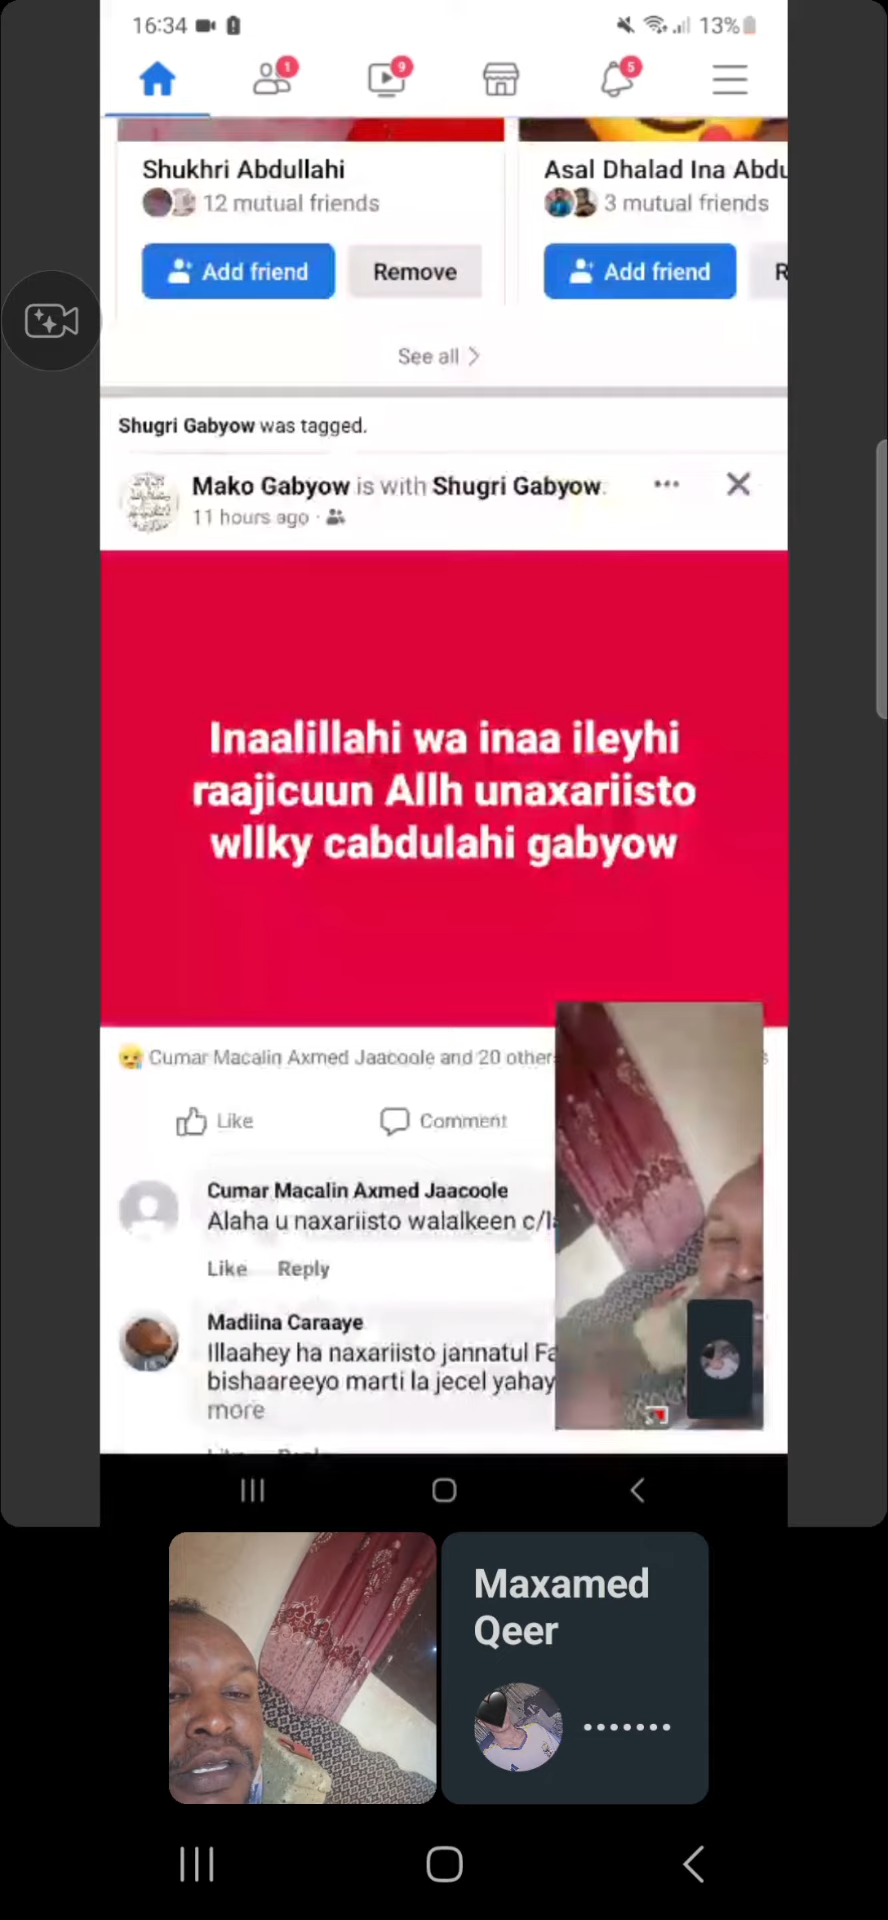 16:34
13%
1
9
5
Shukhri Abdullahi
12 mutual friends
Add friend
Remove
Asal Dhalad Ina Abdu
3 mutual friends
Add friend
R
See all
Shugri Gabyow was tagged.
Mako Gabyow is with Shugri Gabyow.
11 hours ago
Inaalillahi wa inaa ileyhi
raajicuun Allh unaxariisto
wllky cabdulahi gabyow
Cumar Macalin Axmed Jaacoole and 20 others
Like
Comment
Cumar Macalin Axmed Jaacoole
Alaha u naxariisto walalkeen
Like Reply
Madiina Caraaye
Illaahey ha naxariisto jannatul
bishaareeyo marti la jecel yahay
more
Maxamed
Qeer